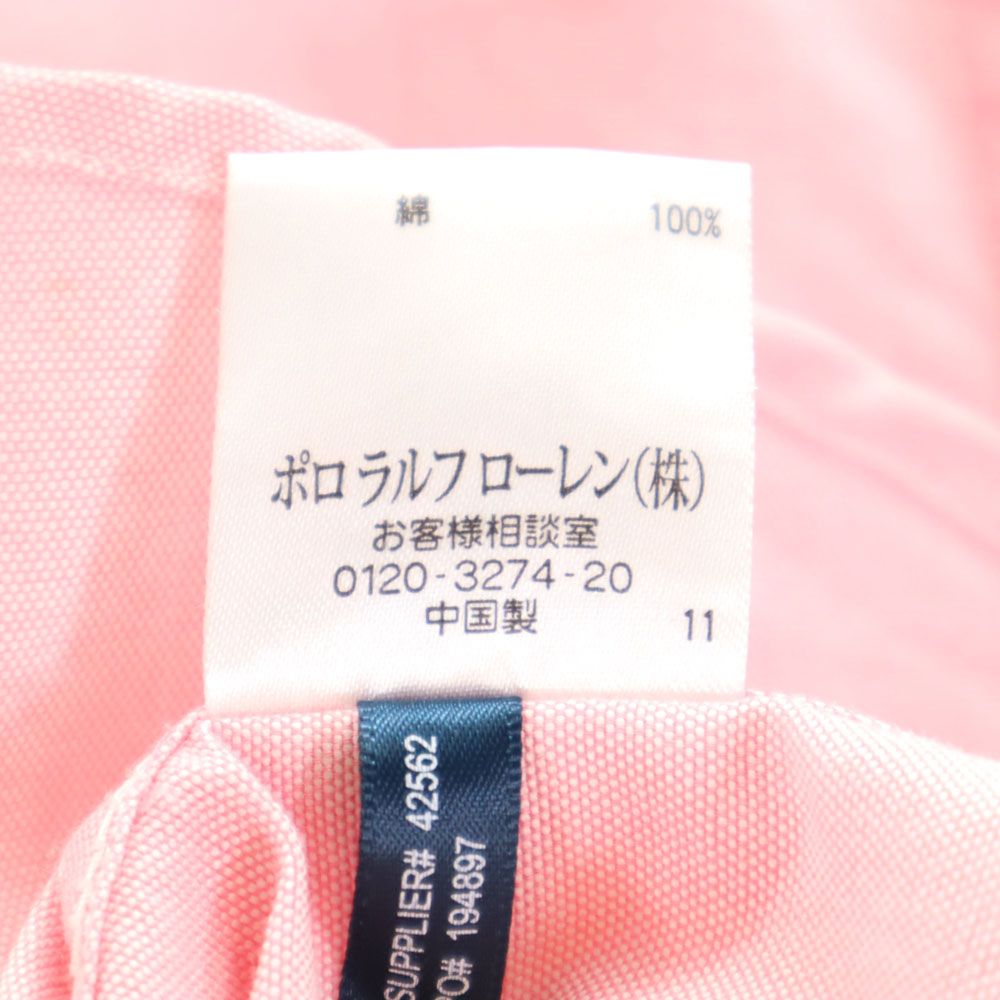 綿 100%
ポロ ラルフ ローレン(株)
お客様相談室
0120-3274-20
中国製 11
SUPPLIER# 42562
PO# 194897